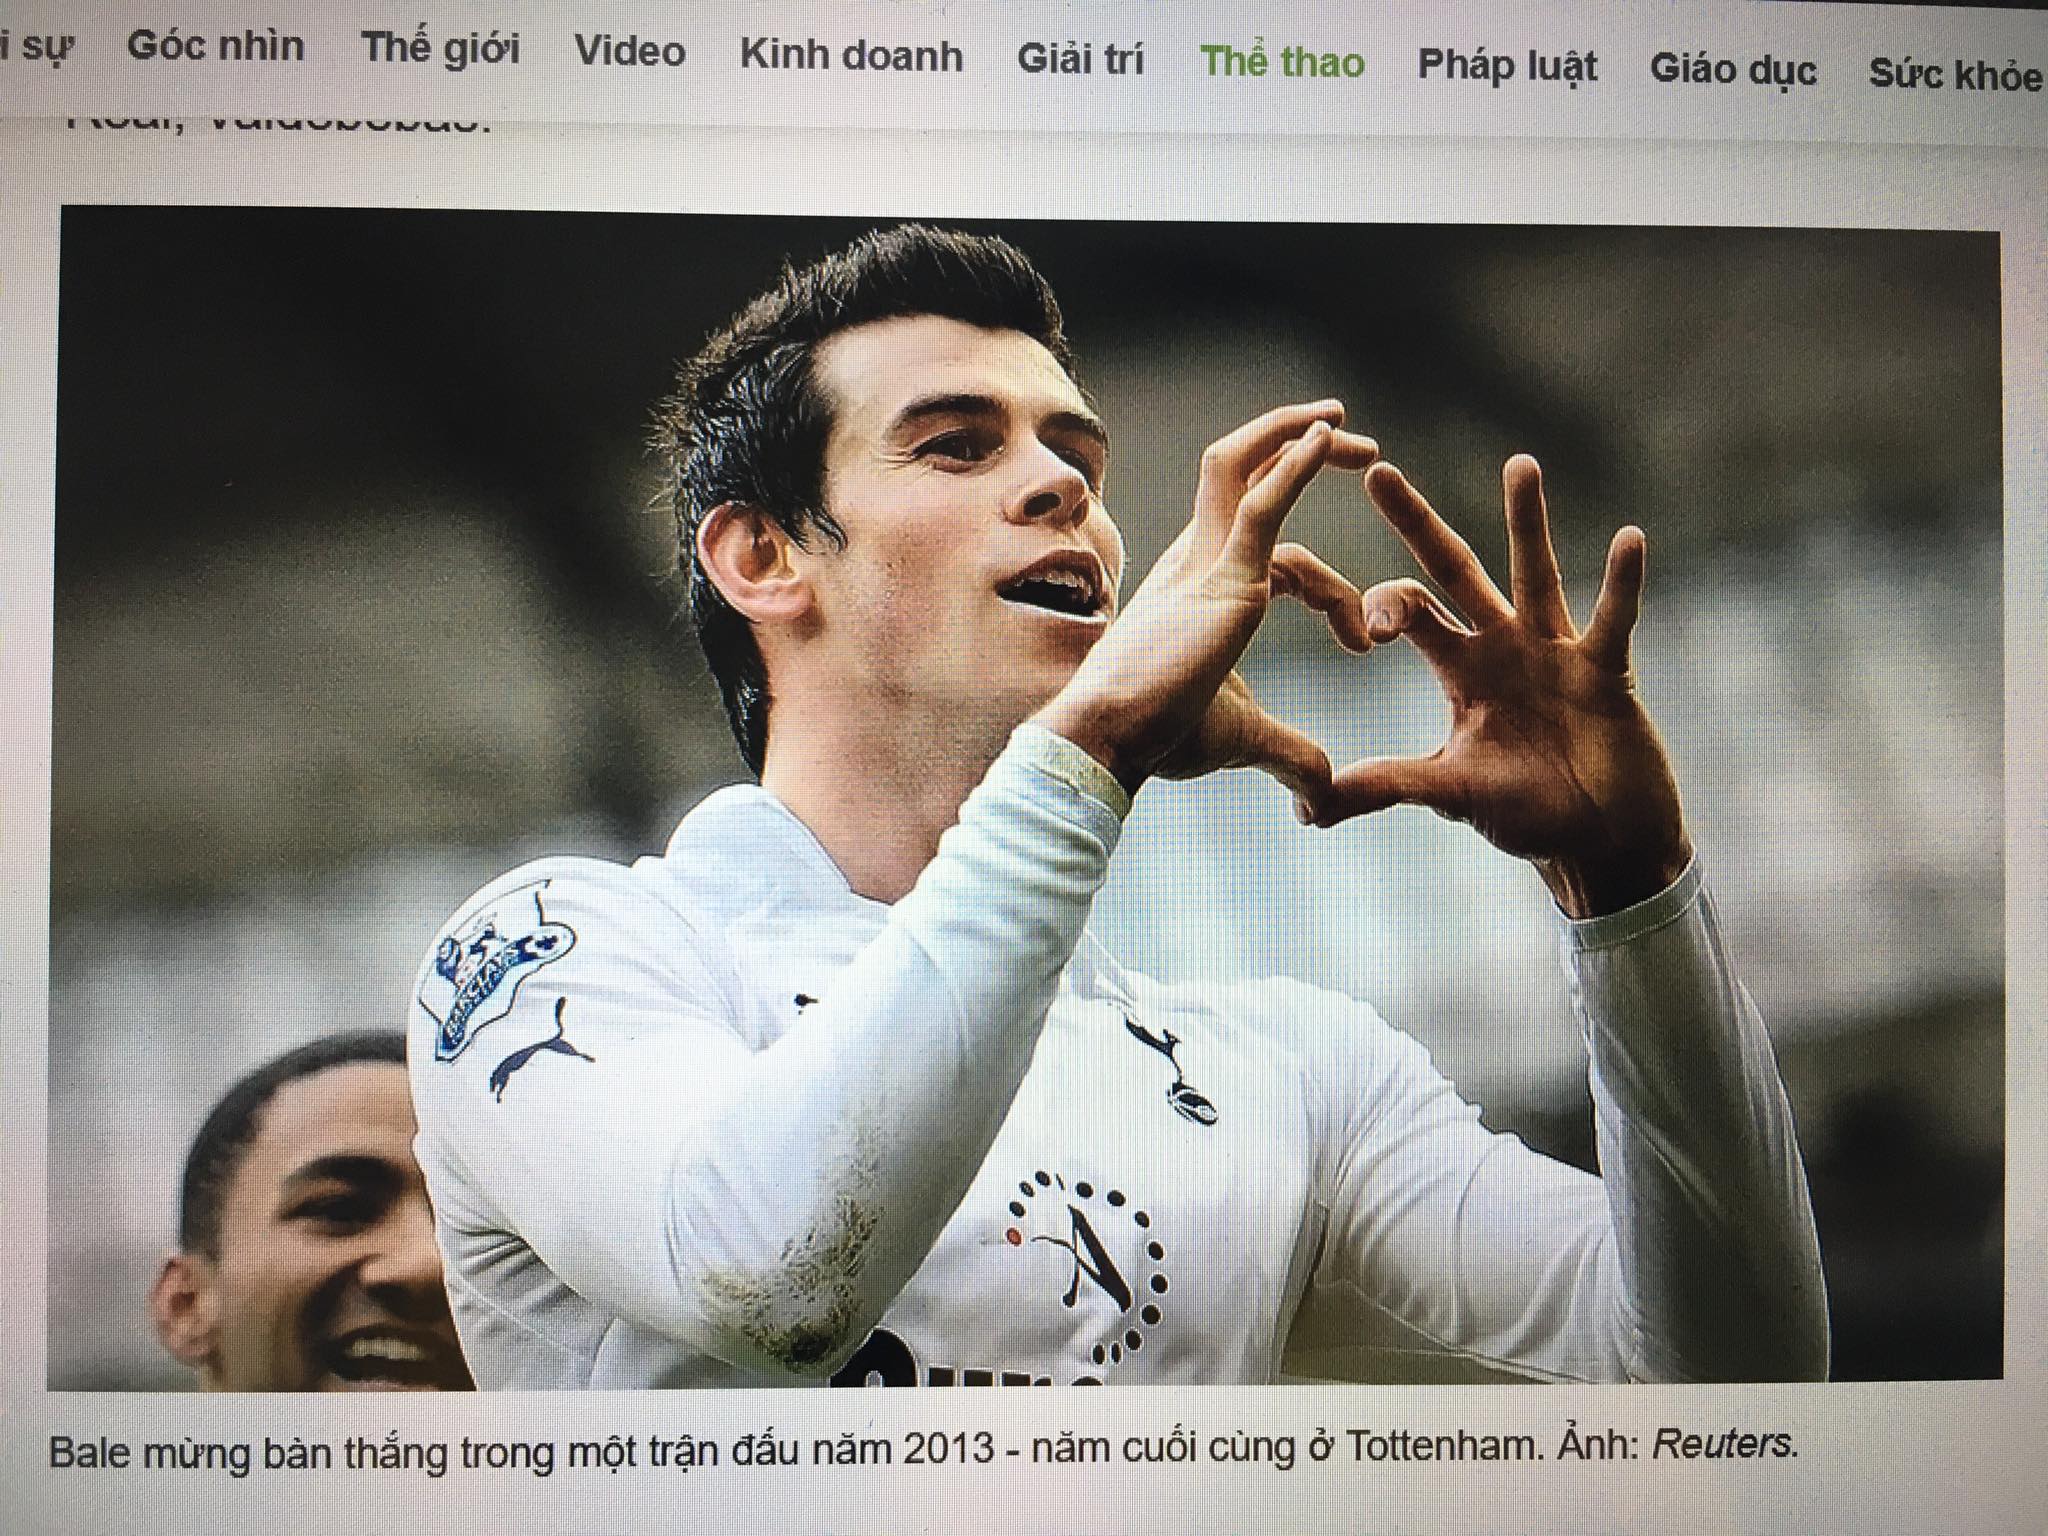 i sự Góc nhìn Thế giới Video Kinh doanh Giải trí Thể thao Pháp luật Giáo dục Sức khỏe
Bale mừng bàn thắng trong một trận đấu năm 2013 - năm cuối cùng ở Tottenham. Ảnh: Reuters.